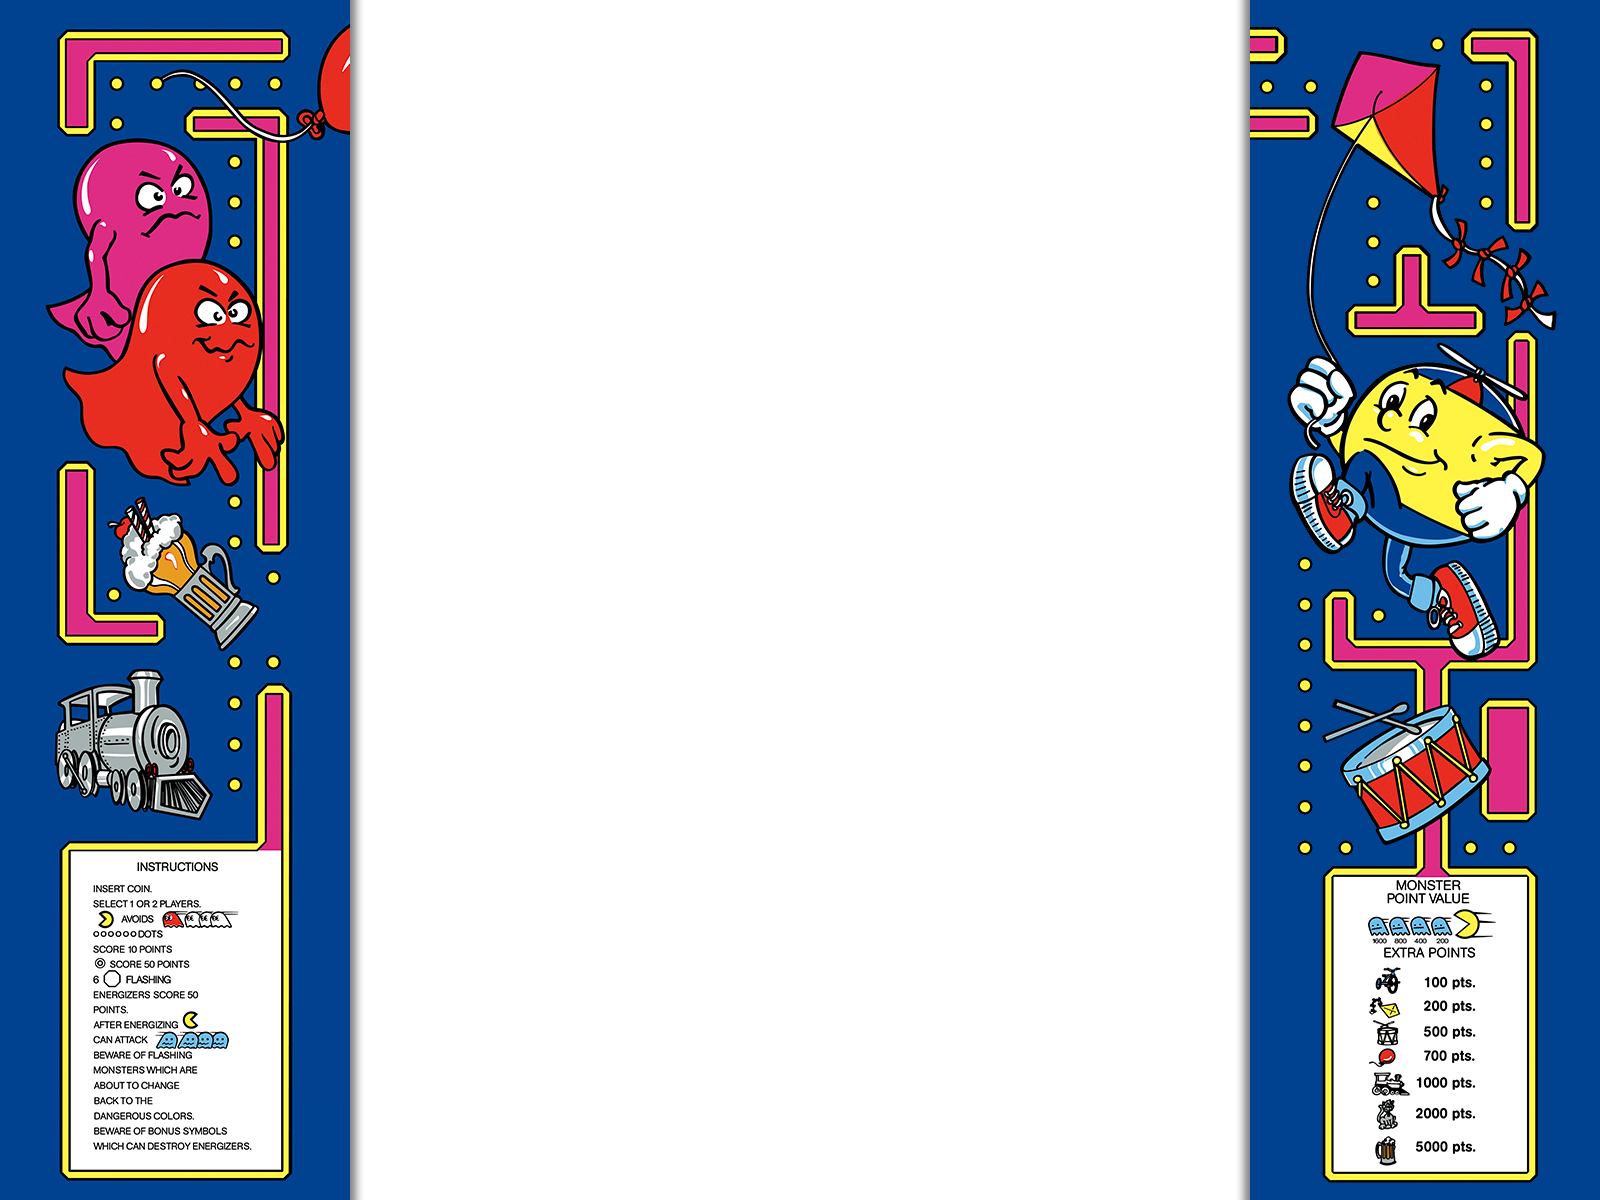 INSTRUCTIONS
INSERT COIN.
SELECT 1 OR 2 PLAYERS.
AVOIDS
DOTS
SCORE 10 POINTS
SCORE 50 POINTS
6 FLASHING
ENERGIZERS SCORE 50
POINTS.
AFTER ENERGIZING
CAN ATTACK
BEWARE OF FLASHING
MONSTERS WHICH ARE
ABOUT TO CHANGE
BACK TO THE
DANGEROUS COLORS.
BEWARE OF BONUS SYMBOLS
WHICH CAN DESTROY ENERGIZERS.
MONSTER
POINT VALUE
1600 800 400 200
EXTRA POINTS
100 pts.
200 pts.
500 pts.
700 pts.
1000 pts.
2000 pts.
5000 pts.